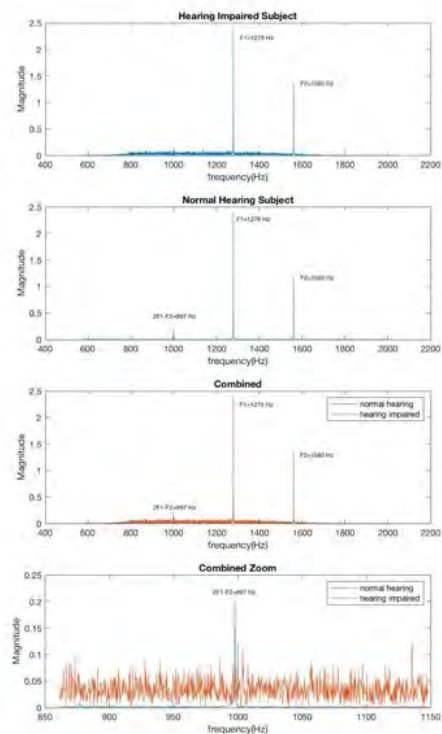 Hearing Impaired Subject
2.5
2
1.5
1
0.5
0
Magnitude
F1=1279 Hz
F2=1560 Hz
400 600 800 1000 1200 1400 1600 1800 2000 2200
frequency(Hz)
Normal Hearing Subject
2.5
2
1.5
1
0.5
0
Magnitude
F1=1279 Hz
F2=1560 Hz
2F1-F2=997 Hz
400 600 800 1000 1200 1400 1600 1800 2000 2200
frequency(Hz)
Combined
2.5
2
1.5
1
0.5
0
Magnitude
F1=1279 Hz
F2=1560 Hz
2F1-F2=997 Hz
normal hearing
hearing impaired
400 600 800 1000 1200 1400 1600 1800 2000 2200
frequency(Hz)
Combined Zoom
0.25
0.2
0.15
0.1
0.05
0
Magnitude
2F1-F2=997 Hz
normal hearing
hearing impaired
850 900 950 1000 1050 1100 1150
frequency(Hz)